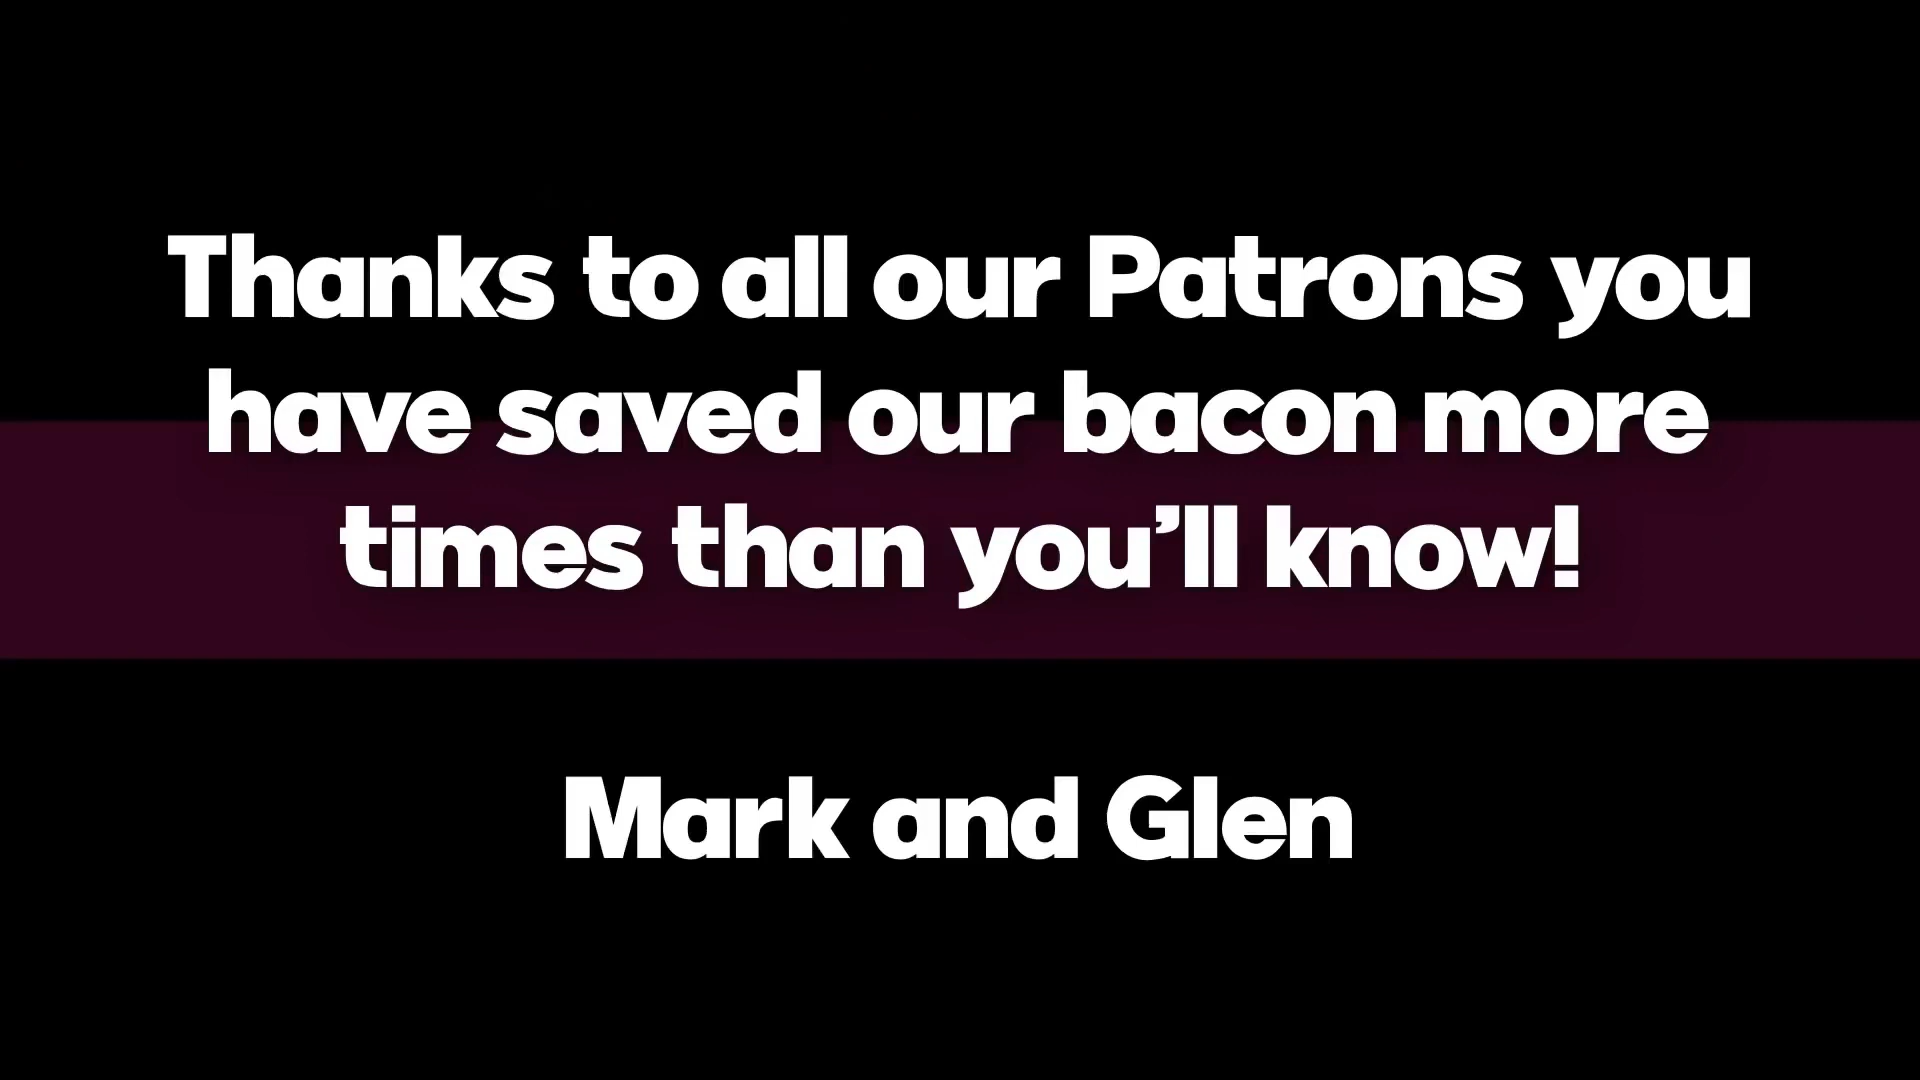 Thanks to all our Patrons you
have saved our bacon more
times than you’ll know!
Mark and Glen